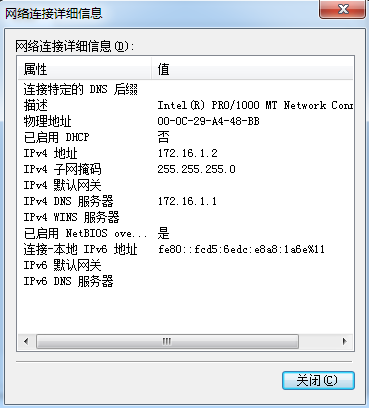 网络连接详细信息
网络连接详细信息(D):
属性 值
连接特定的 DNS 后缀
描述 Intel(R) PRO/1000 MT Network Conn
物理地址 00-0C-29-A4-48-BB
已启用 DHCP 否
IPv4 地址 172.16.1.2
IPv4 子网掩码 255.255.255.0
IPv4 默认网关
IPv4 DNS 服务器 172.16.1.1
IPv4 WINS 服务器
已启用 NetBIOS ove... 是
连接-本地 IPv6 地址 fe80::fcd5:6edc:e8a8:1a6e%11
IPv6 默认网关
IPv6 DNS 服务器
关闭(C)